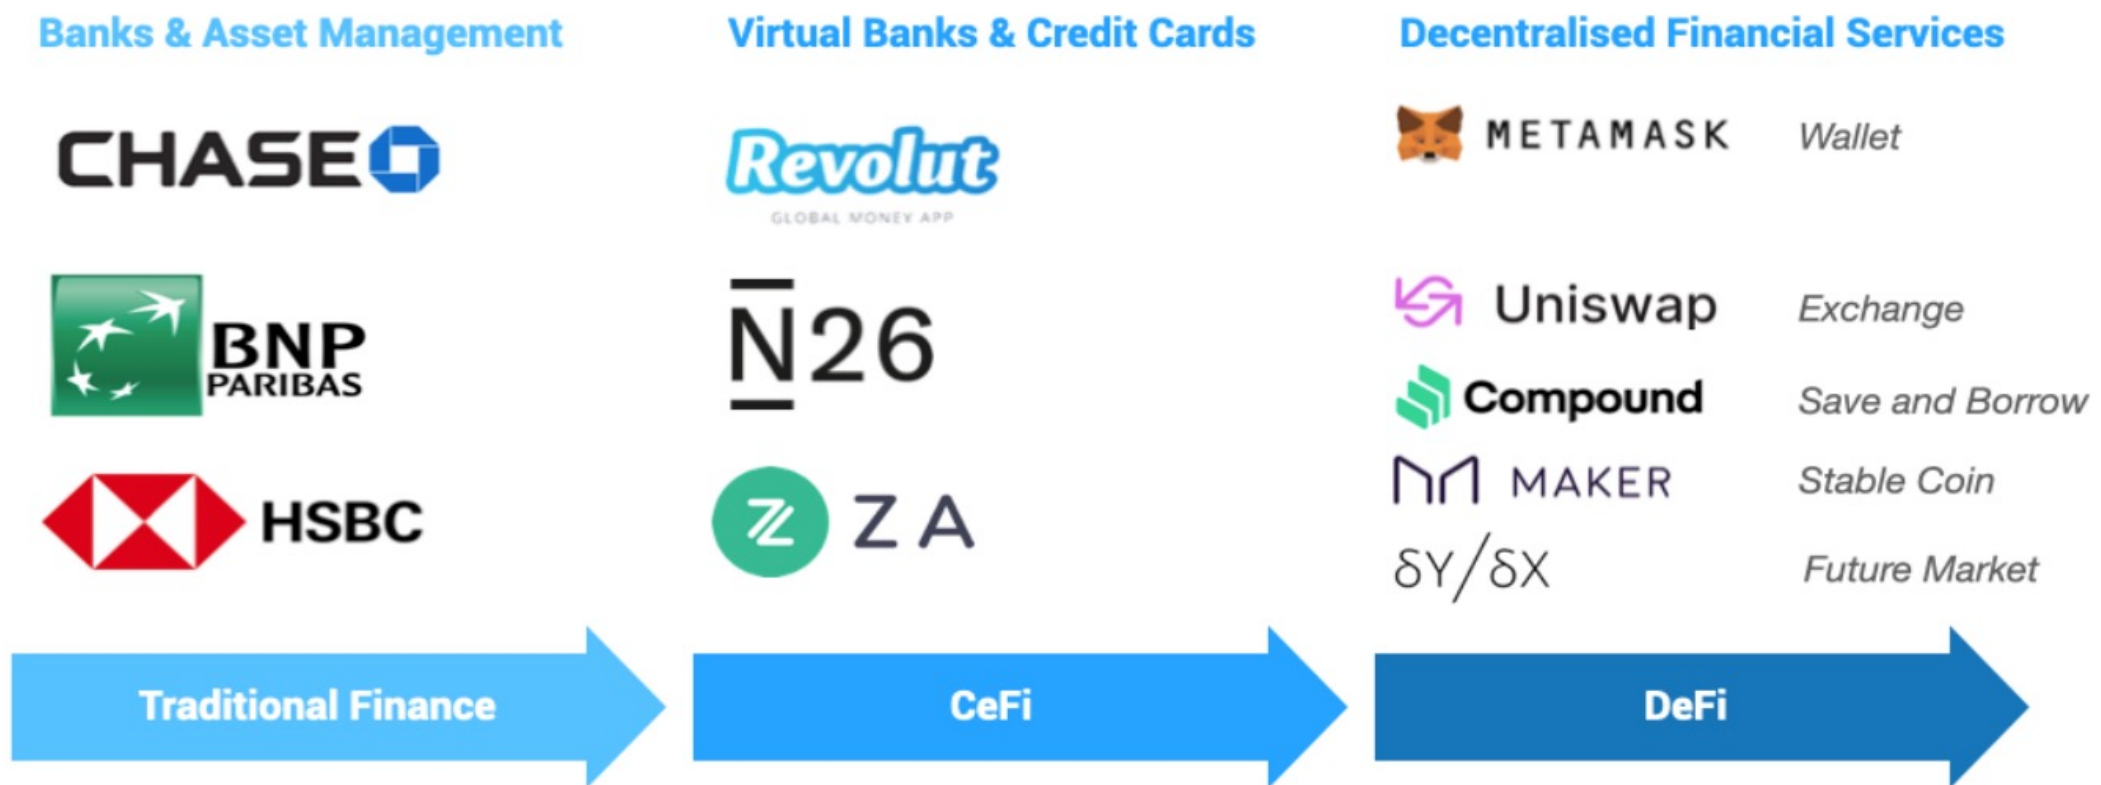 Banks & Asset Management
CHASE
BNP
PARIBAS
HSBC
Traditional Finance
Virtual Banks & Credit Cards
Revolut
GLOBAL MONEY APP
N26
ZA
CeFi
Decentralised Financial Services
METAMASK Wallet
Uniswap Exchange
Compound Save and Borrow
MAKER Stable Coin
δY/δX Future Market
DeFi